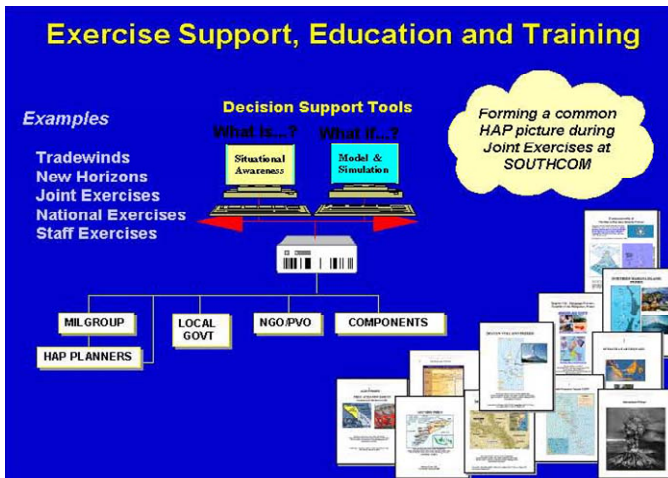 Exercise Support, Education and Training
Decision Support Tools
Examples
What is...?
What if...?
Situational
Awareness
Model &
Simulation
Forming a common
HAP picture during
Joint Exercises at
SOUTHCOM
Tradewinds
New Horizons
Joint Exercises
National Exercises
Staff Exercises
MILGROUP
LOCAL
GOVT
NGO/PVO
COMPONENTS
HAP PLANNERS